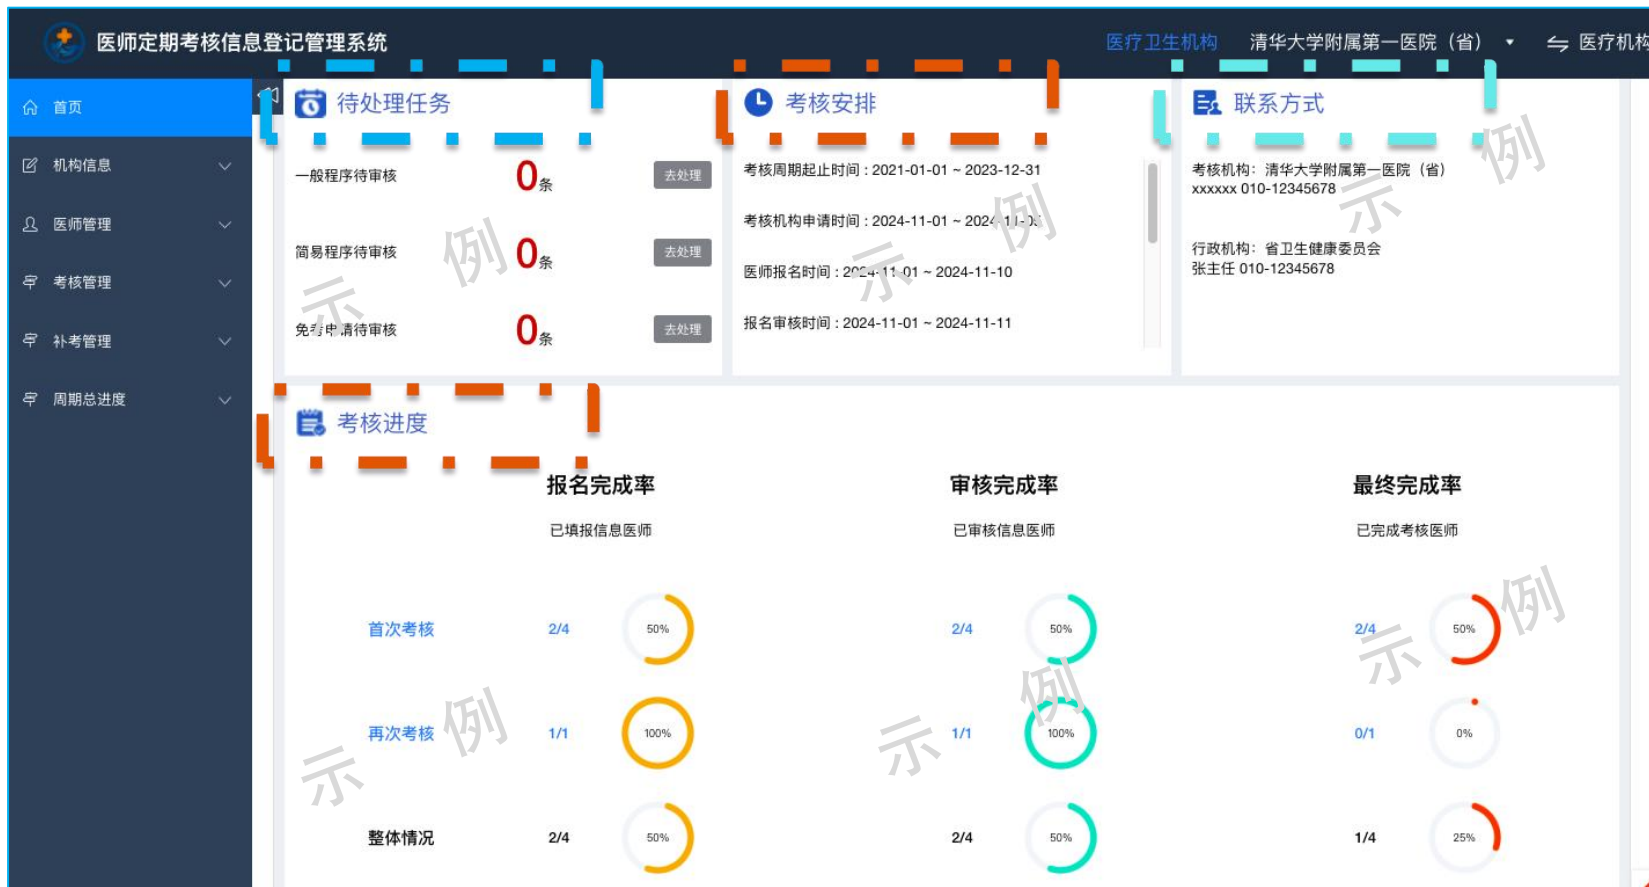 医师定期考核信息登记管理系统
医疗卫生机构 清华大学附属第一医院（省） 医疗机构
首页
机构信息
医师管理
考核管理
补考管理
周期总进度
待处理任务
一般程序待审核 0条 去处理
简易程序待审核 0条 去处理
免考申请待审核 0条 去处理
考核安排
考核周期起止时间 : 2021-01-01 ~ 2023-12-31
考核机构申请时间 : 2024-11-01 ~ 2024-11-05
医师报名时间 : 2024-11-01 ~ 2024-11-10
报名审核时间 : 2024-11-01 ~ 2024-11-11
联系方式
考核机构：清华大学附属第一医院（省）
xxxxxx 010-12345678
行政机构：省卫生健康委员会
张主任 010-12345678
考核进度
报名完成率 审核完成率 最终完成率
已填报信息医师 已审核信息医师 已完成考核医师
首次考核 2/4 50% 2/4 50% 2/4 50%
再次考核 1/1 100% 1/1 100% 0/1 0%
整体情况 2/4 50% 2/4 50% 1/4 25%
示例
示例
示例
示例
示例
示例